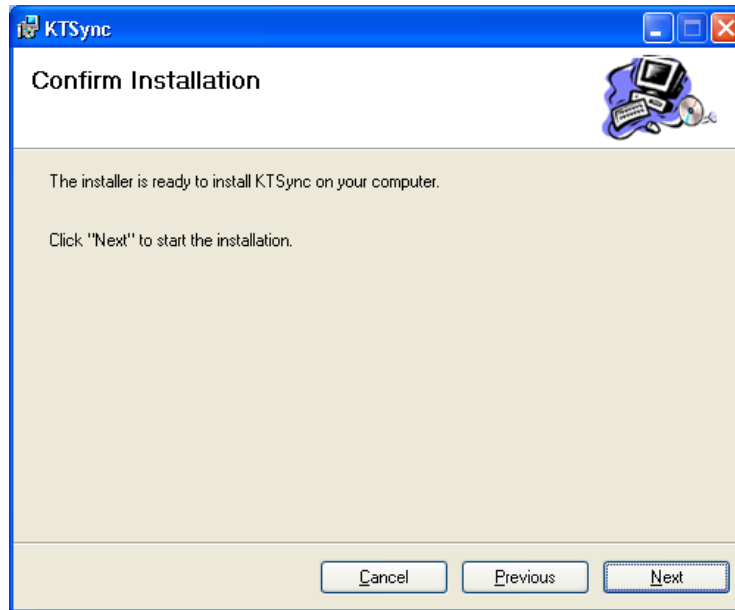 KTSync
Confirm Installation
The installer is ready to install KTSync on your computer.
Click "Next" to start the installation.
Cancel Previous Next